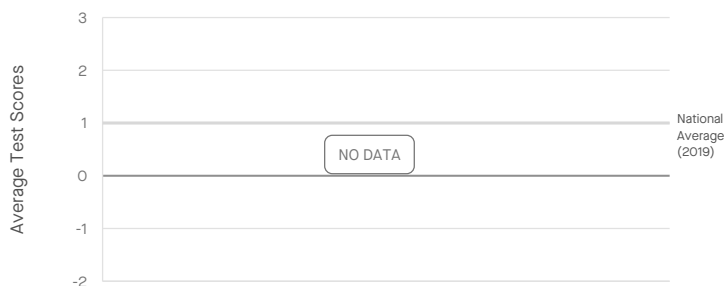 3
2
1
0
-1
-2
Average Test Scores
NO DATA
National
Average
(2019)